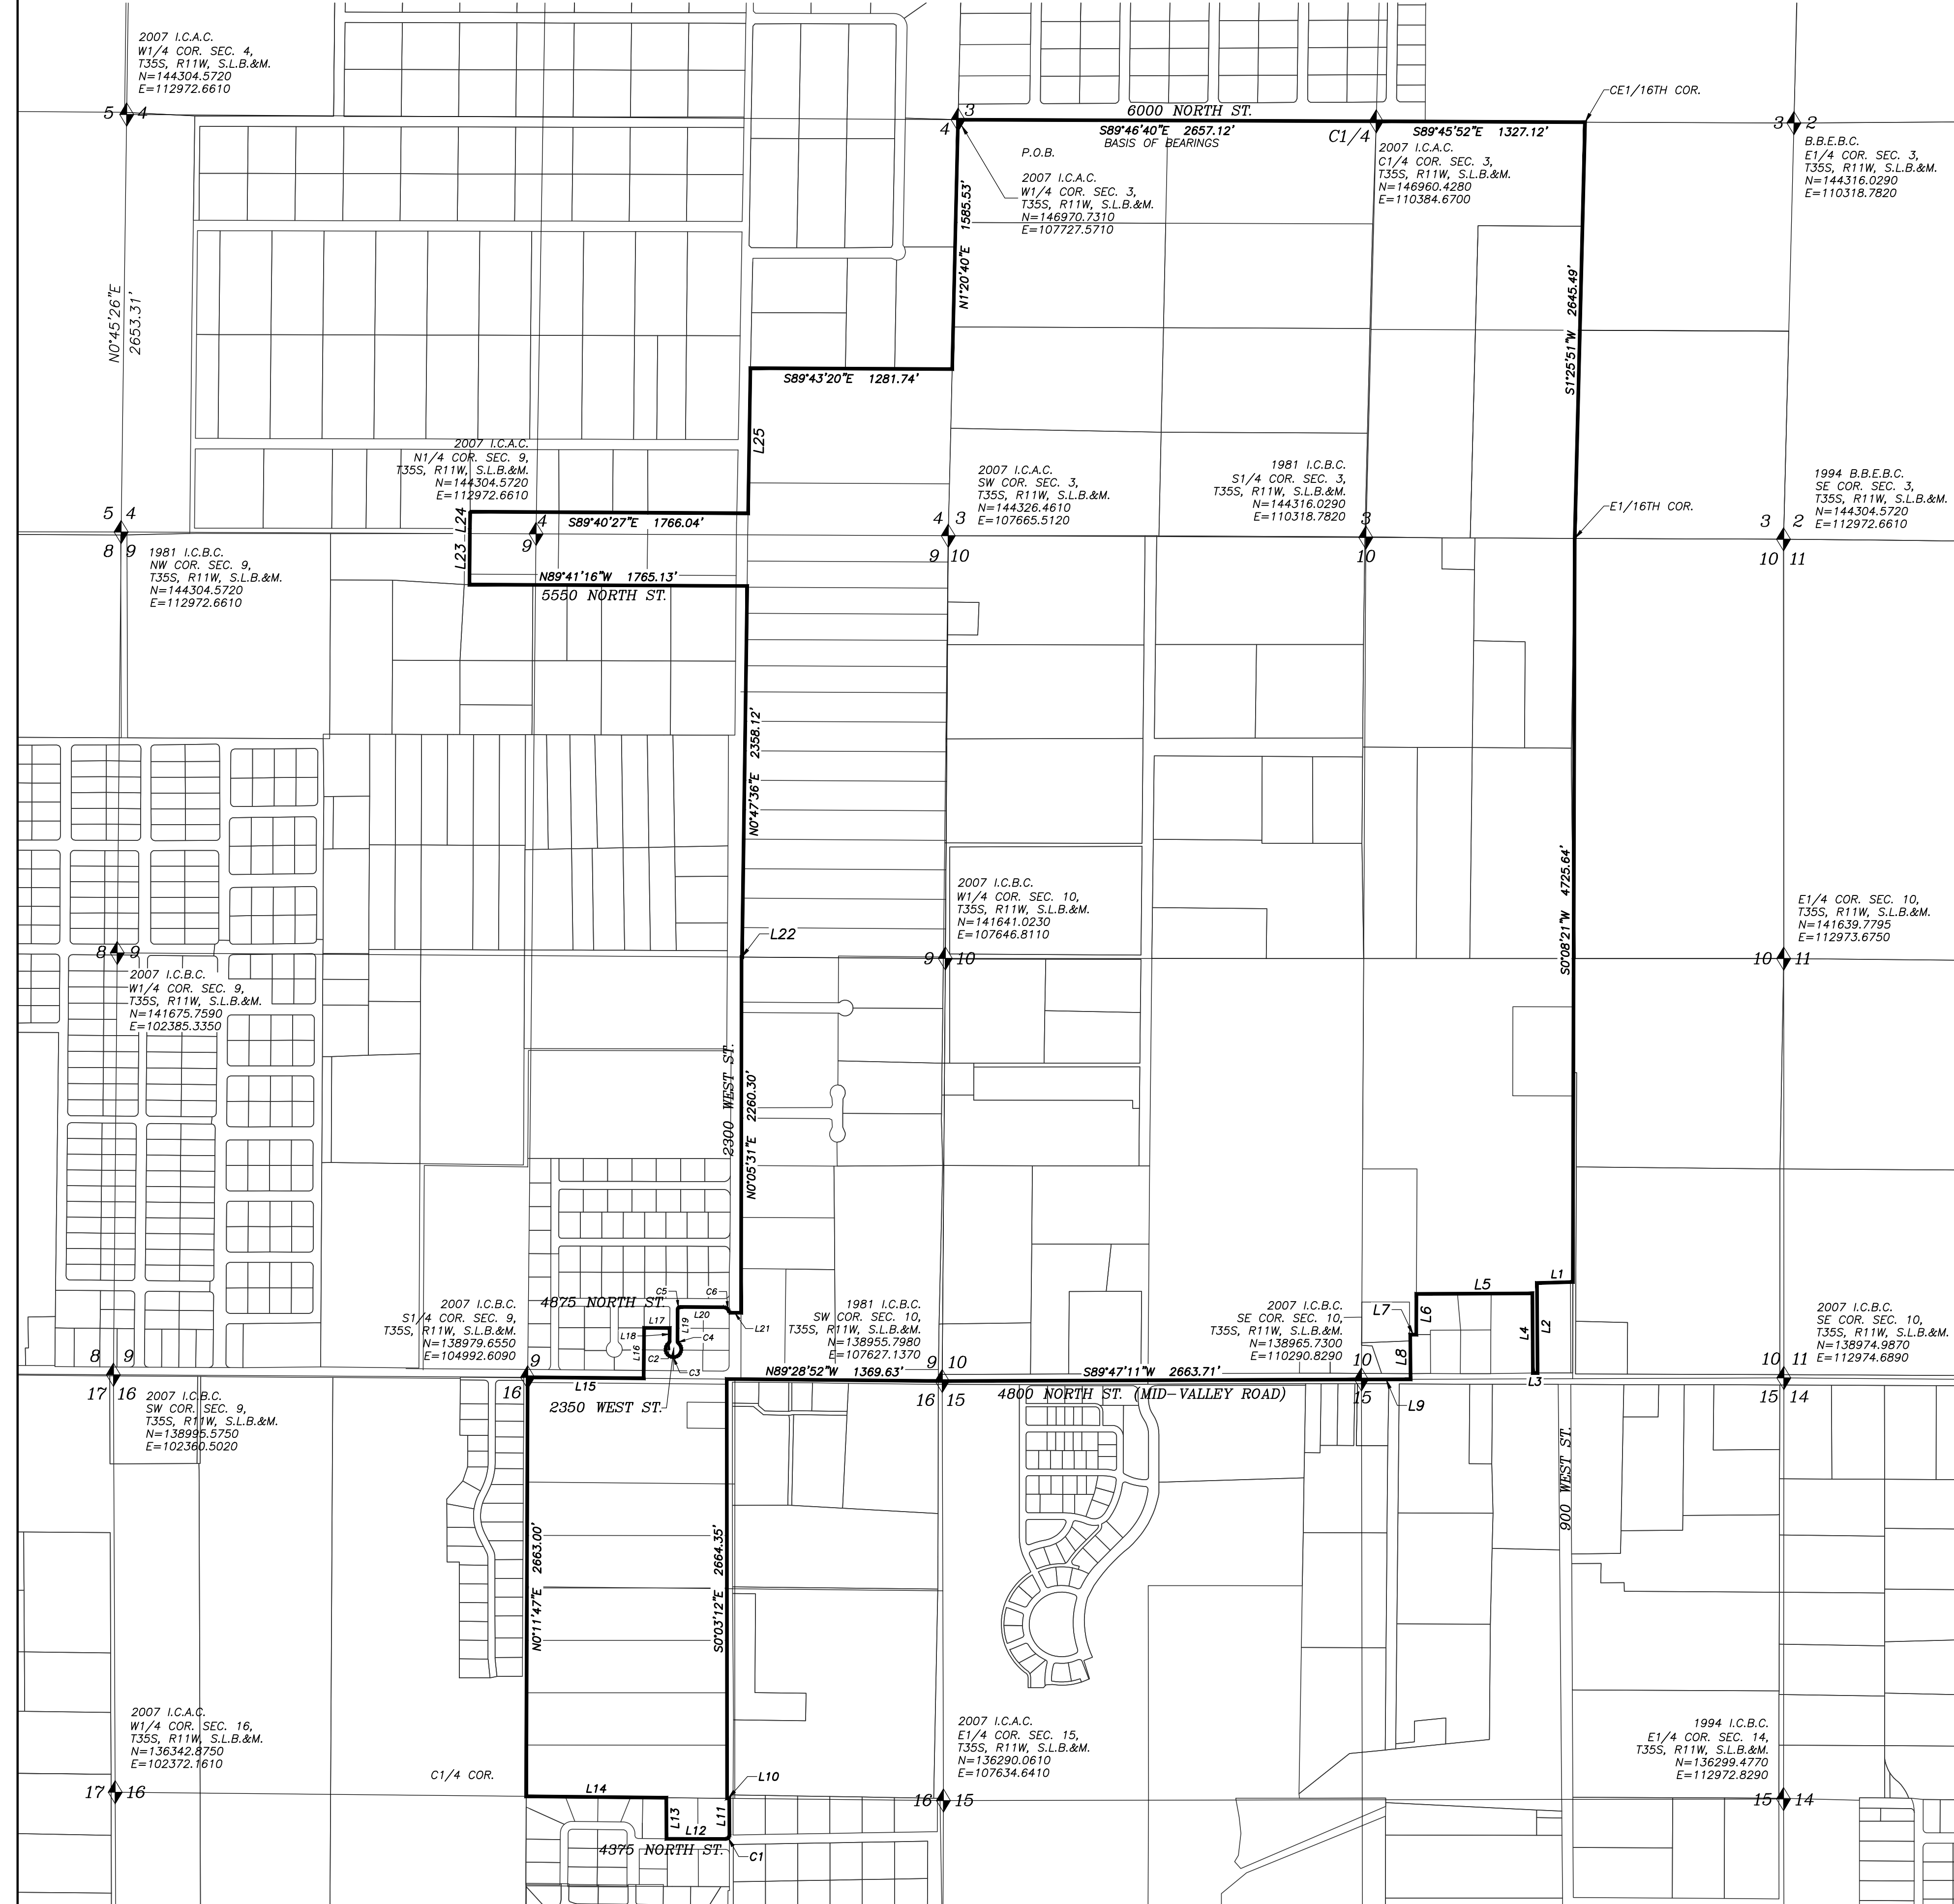 2007 I.C.A.C.
W1/4 COR. SEC. 4,
T35S, R11W, S.L.B.&M.
N=144304.5720
E=112972.6610
5 4
3
4
6000 NORTH ST.
S89°46'40"E 2657.12'
BASIS OF BEARINGS
C1/4
S89°45'52"E 1327.12'
CE1/16TH COR.
3 2
P.O.B.
2007 I.C.A.C.
W1/4 COR. SEC. 3,
T35S, R11W, S.L.B.&M.
N=146970.7310
E=107727.5710
2007 I.C.A.C.
C1/4 COR. SEC. 3,
T35S, R11W, S.L.B.&M.
N=146960.4280
E=110384.6700
B.B.E.B.C.
E1/4 COR. SEC. 3,
T35S, R11W, S.L.B.&M.
N=144316.0290
E=110318.7820
N0°45'26"E
2653.31'
N1°20'40"E 1585.53'
S1°25'51"W 2645.49'
S89°43'20"E 1281.74'
L25
2007 I.C.A.C.
N1/4 COR. SEC. 9,
T35S, R11W, S.L.B.&M.
N=144304.5720
E=112972.6610
2007 I.C.A.C.
SW COR. SEC. 3,
T35S, R11W, S.L.B.&M.
N=144326.4610
E=107665.5120
1981 I.C.B.C.
S1/4 COR. SEC. 3,
T35S, R11W, S.L.B.&M.
N=144316.0290
E=110318.7820
1994 B.B.E.B.C.
SE COR. SEC. 3,
T35S, R11W, S.L.B.&M.
N=144304.5720
E=112972.6610
E1/16TH COR.
5 4
8 9
L23 L24
S89°40'27"E 1766.04'
4
9
4 3
9 10
3
10
3 2
10 11
1981 I.C.B.C.
NW COR. SEC. 9,
T35S, R11W, S.L.B.&M.
N=144304.5720
E=112972.6610
N89°41'16"W 1765.13'
5550 NORTH ST.
N0°47'36"E 2358.12'
S0°08'21"W 4725.64'
2007 I.C.B.C.
W1/4 COR. SEC. 10,
T35S, R11W, S.L.B.&M.
N=141641.0230
E=107646.8110
E1/4 COR. SEC. 10,
T35S, R11W, S.L.B.&M.
N=141639.7795
E=112973.6750
L22
8 9
9 10
10 11
2007 I.C.B.C.
W1/4 COR. SEC. 9,
T35S, R11W, S.L.B.&M.
N=141675.7590
E=102385.3350
2300 WEST ST.
N0°05'31"E 2260.30'
L1
L2
L3
L4
L5
L6
L7
L8
L9
2007 I.C.B.C.
S1/4 COR. SEC. 9,
T35S, R11W, S.L.B.&M.
N=138979.6550
E=104992.6090
4875 NORTH ST.
C5
C6
L20
L21
L17
L18
L19
L16
C4
C2
C3
1981 I.C.B.C.
SW COR. SEC. 10,
T35S, R11W, S.L.B.&M.
N=138955.7980
E=107627.1370
2007 I.C.B.C.
SE COR. SEC. 10,
T35S, R11W, S.L.B.&M.
N=138965.7300
E=110290.8290
2007 I.C.B.C.
SE COR. SEC. 10,
T35S, R11W, S.L.B.&M.
N=138974.9870
E=112974.6890
8 9
17 16
9
16
L15
2350 WEST ST.
N89°28'52"W 1369.63'
9 10
16 15
S89°47'11"W 2663.71'
4800 NORTH ST. (MID-VALLEY ROAD)
10
15
10 11
15 14
2007 I.C.B.C.
SW COR. SEC. 9,
T35S, R11W, S.L.B.&M.
N=138995.5750
E=102360.5020
900 WEST ST.
N0°11'47"E 2663.00'
S0°03'12"W 2664.35'
2007 I.C.A.C.
W1/4 COR. SEC. 16,
T35S, R11W, S.L.B.&M.
N=136342.8750
E=102372.1610
C1/4 COR.
2007 I.C.A.C.
E1/4 COR. SEC. 15,
T35S, R11W, S.L.B.&M.
N=136290.0610
E=107634.6410
1994 I.C.B.C.
E1/4 COR. SEC. 14,
T35S, R11W, S.L.B.&M.
N=136299.4770
E=112972.8290
17 16
L14
L10
L13
L11
L12
16 15
15 14
4375 NORTH ST.
C1